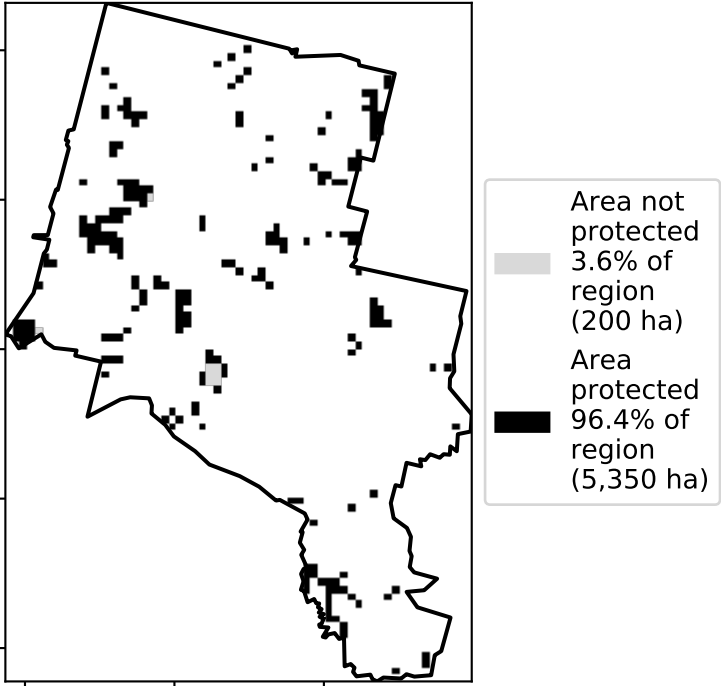 Area not
protected
3.6% of
region
(200 ha)
Area
protected
96.4% of
region
(5,350 ha)